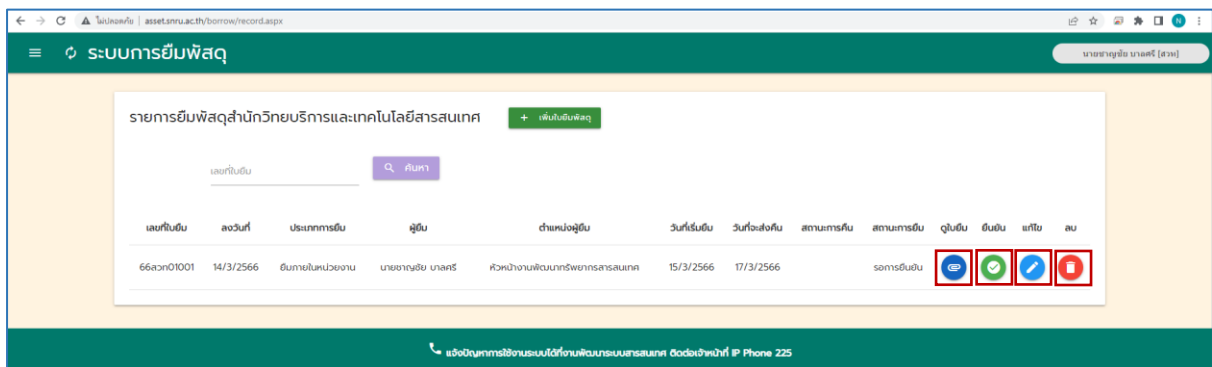 ไม่ปลอดภัย | asset.snru.ac.th/borrow/record.aspx
N
ระบบการยืมพัสดุ
นายชาญชัย บาลศรี [สวท]
รายการยืมพัสดุสำนักวิทยบริการและเทคโนโลยีสารสนเทศ
+ เพิ่มใบยืมพัสดุ
เลขที่ใบยืม
ค้นหา
เลขที่ใบยืม ลงวันที่ ประเภทการยืม ผู้ยืม ตำแหน่งผู้ยืม วันที่เริ่มยืม วันที่จะส่งคืน สถานะการคืน สถานะการยืม ดูใบยืม ยืนยัน แก้ไข ลบ
66สวท01001 14/3/2566 ยืมภายในหน่วยงาน นายชาญชัย บาลศรี หัวหน้างานพัฒนาทรัพยากรสารสนเทศ 15/3/2566 17/3/2566 รอการยืนยัน
แจ้งปัญหาการใช้งานระบบได้ที่งานพัฒนาระบบสารสนเทศ ติดต่อเจ้าหน้าที่ IP Phone 225